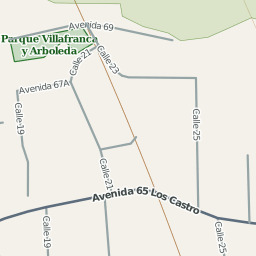 Avenida 69
Parque Villafranca
y Arboleda
Calle 21
Calle 23
Avenida 67A
Calle 19
Calle 25
Calle 21
Avenida 65 Los Castro
Calle 19
Calle 25